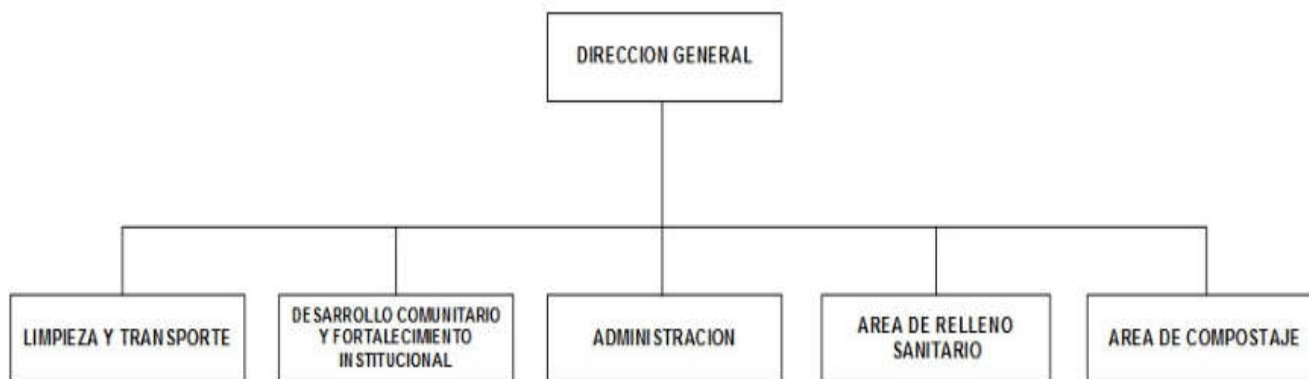 DIRECCION GENERAL
LIMPIEZA Y TRANSPORTE
DESARROLLO COMUNITARIO
Y FORTALECIMIENTO
INSTITUCIONAL
ADMINISTRACION
AREA DE RELLENO
SANITARIO
AREA DE COMPOSTAJE